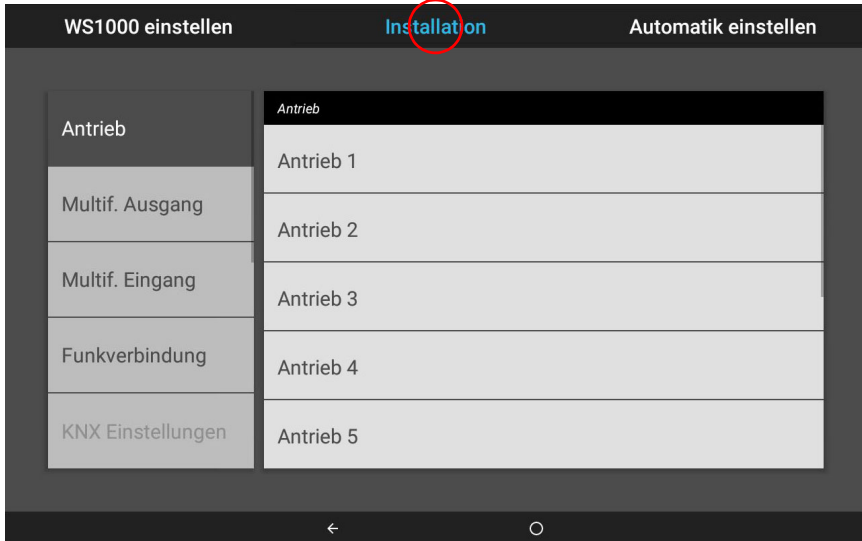 WS1000 einstellen
Installation
Automatik einstellen
Antrieb
Multif. Ausgang
Multif. Eingang
Funkverbindung
KNX Einstellungen
Antrieb
Antrieb 1
Antrieb 2
Antrieb 3
Antrieb 4
Antrieb 5